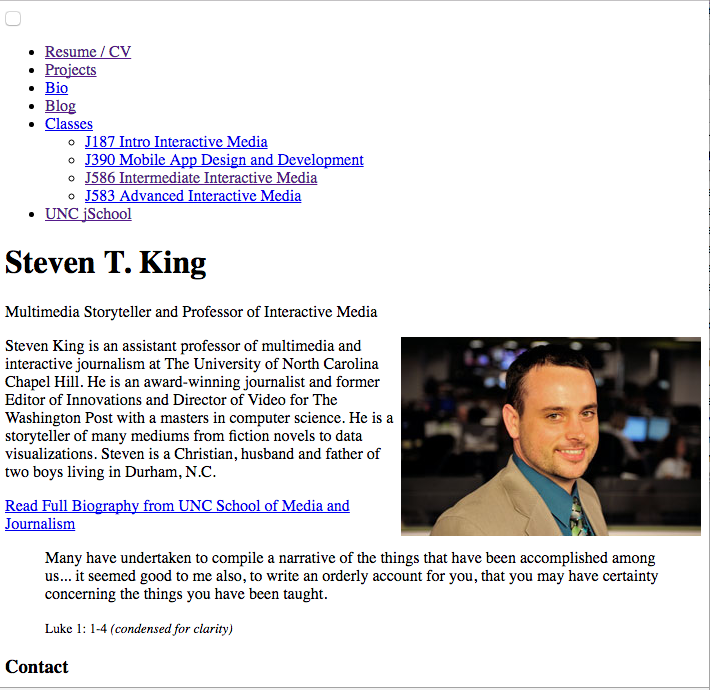 Resume / CV
Projects
Bio
Blog
Classes
J187 Intro Interactive Media
J390 Mobile App Design and Development
J586 Intermediate Interactive Media
J583 Advanced Interactive Media
UNC jSchool
Steven T. King
Multimedia Storyteller and Professor of Interactive Media
Steven King is an assistant professor of multimedia and
interactive journalism at The University of North Carolina
Chapel Hill. He is an award-winning journalist and former
Editor of Innovations and Director of Video for The
Washington Post with a masters in computer science. He is a
storyteller of many mediums from fiction novels to data
visualizations. Steven is a Christian, husband and father of
two boys living in Durham, N.C.
Read Full Biography from UNC School of Media and
Journalism
Many have undertaken to compile a narrative of the things that have been accomplished among
us... it seemed good to me also, to write an orderly account for you, that you may have certainty
concerning the things you have been taught.
Luke 1: 1-4 (condensed for clarity)
Contact